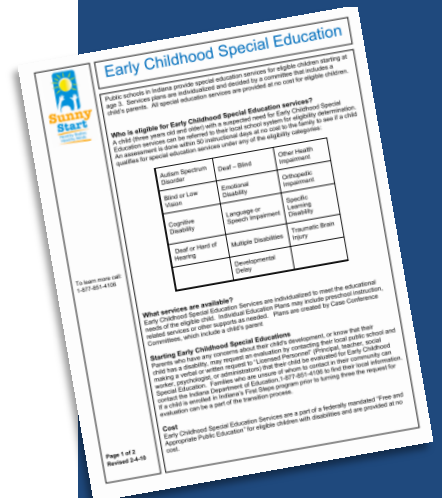 Early Childhood Special Education
Sunny
Start
Public schools in Indiana provide special education services for eligible children starting at
age 3. Services plans are individualized and decided by a committee that includes a
child's parents. All special education services are provided at no cost for eligible children.
Who is eligible for Early Childhood Special Education services?
A child (three years old and older) with a suspected need for Early Childhood Special
Education services can be referred to their local school system for eligibility determination.
An assessment is done within 50 instructional days at no cost to the family to see if a child
qualifies for special education services under any of the eligibility categories:
Autism Spectrum
Disorder
Deaf – Blind
Other Health
Impairment
Blind or Low
Vision
Emotional
Disability
Orthopedic
Impairment
Cognitive
Disability
Language or
Speech Impairment
Specific
Learning
Disability
Deaf or Hard of
Hearing
Multiple Disabilities
Traumatic Brain
Injury
Developmental
Delay
To learn more call:
1-877-851-4106
What services are available?
Early Childhood Special Education Services are individualized to meet the educational
needs of the eligible child. Individual Education Plans may include preschool instruction,
related services or other supports as needed. Plans are created by Case Conference
Committees, which include a child's parent
Starting Early Childhood Special Educations
Parents who have any concerns about their child's development, or know that their
child has a disability, may request an evaluation by contacting their local public school and
making a verbal or written request to "Licensed Personnel" (Principal, teacher, social
worker, psychologist, or administrators) that their child be evaluated for Early Childhood
Special Education. Families who are unsure of whom to contact in their community can
contact the Indiana Department of Education,1-877-851-4106 to find their local information.
If a child is enrolled in Indiana's First Steps program prior to turning three the request for
evaluation can be a part of the transition process.
Cost
Early Childhood Special Education Services are a part of a federally mandated "Free and
Appropriate Public Education" for eligible children with disabilities and are provided at no
cost.
Page 1 of 2
Revised 2-4-16